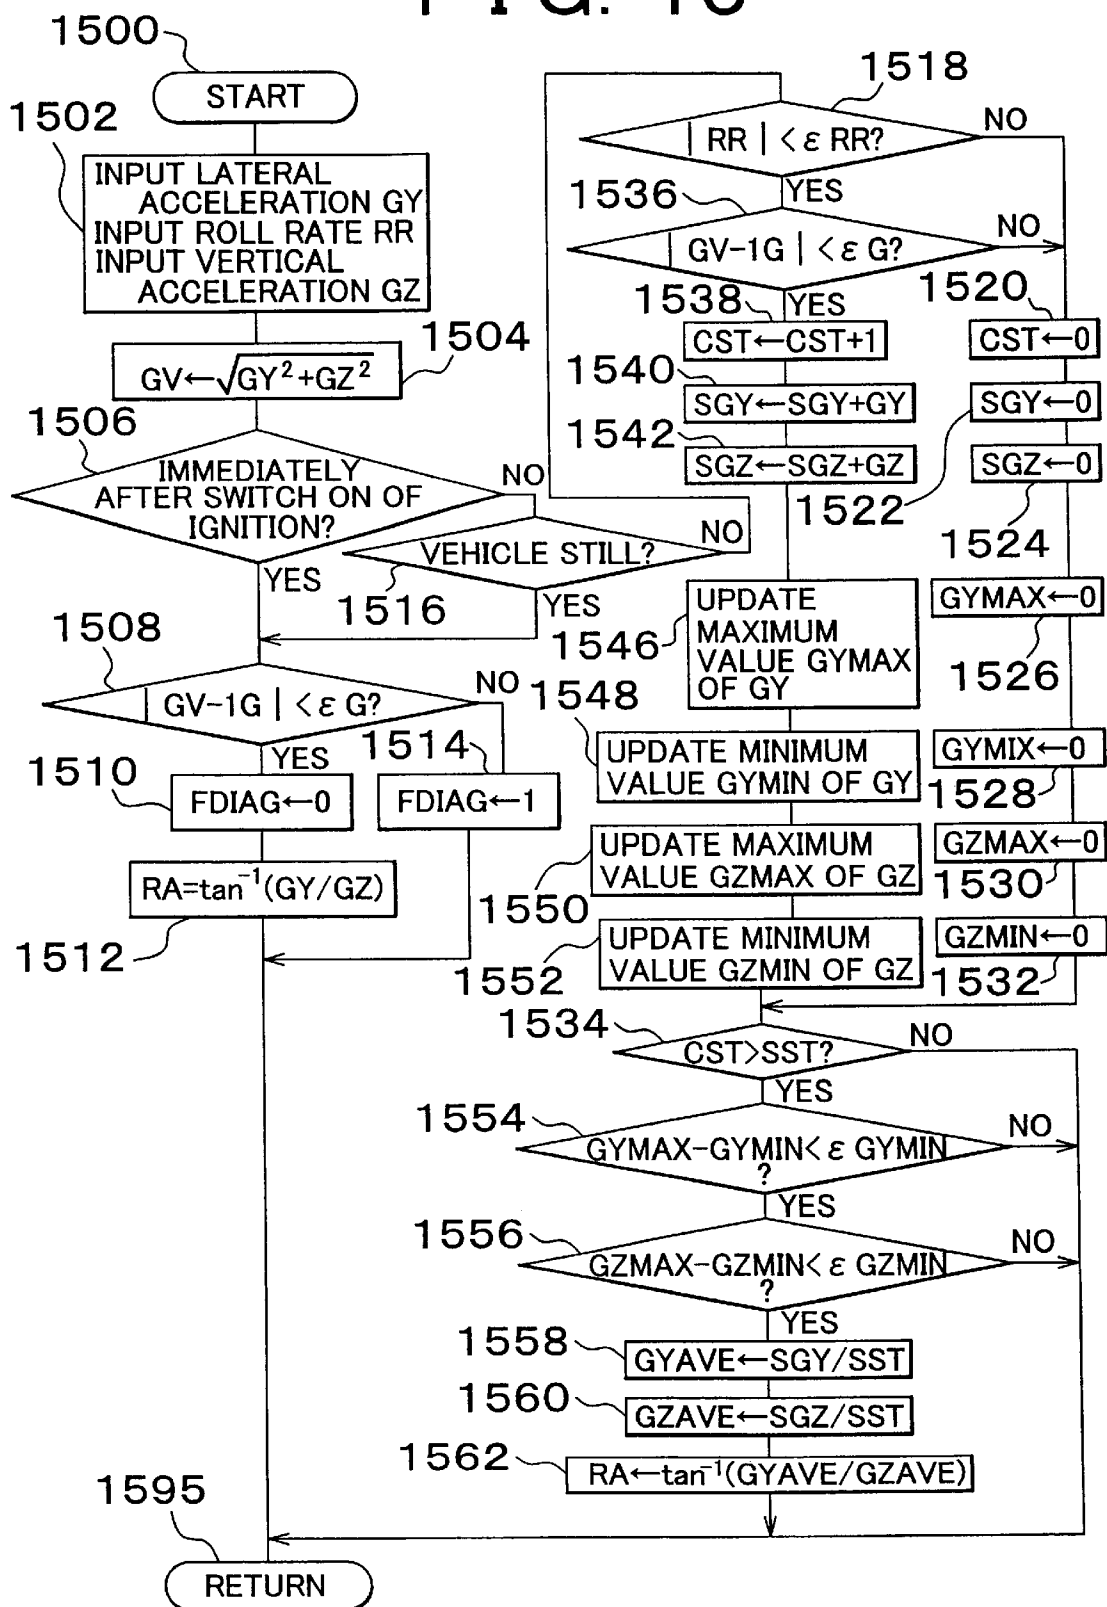 1500
START
1502
INPUT LATERAL
ACCELERATION GY
INPUT ROLL RATE RR
INPUT VERTICAL
ACCELERATION GZ
1504
GV←√GY²+GZ²
1506
IMMEDIATELY
AFTER SWITCH ON OF
IGNITION?
NO
YES
VEHICLE STILL?
NO
1516
YES
1508
|GV-1G|<ε G?
NO
YES
1510
FDIAG←0
1514
FDIAG←1
RA=tan⁻¹(GY/GZ)
1512
1518
|RR|<ε RR?
NO
YES
1536
|GV-1G|<ε G?
NO
YES
1538
CST←CST+1
1520
CST←0
1540
SGY←SGY+GY
SGY←0
1522
1542
SGZ←SGZ+GZ
SGZ←0
1524
UPDATE
MAXIMUM
VALUE GYMAX
OF GY
1546
GYMAX←0
1526
1548
UPDATE MINIMUM
VALUE GYMIN OF GY
GYMIX←0
1528
UPDATE MAXIMUM
VALUE GZMAX OF GZ
1550
GZMAX←0
1530
UPDATE MINIMUM
VALUE GZMIN OF GZ
1552
GZMIN←0
1532
1534
CST>SST?
NO
YES
1554
GYMAX-GYMIN<ε GYMIN
?
NO
YES
1556
GZMAX-GZMIN<ε GZMIN
?
NO
YES
1558
GYAVE←SGY/SST
1560
GZAVE←SGZ/SST
1562
RA←tan⁻¹(GYAVE/GZAVE)
1595
RETURN